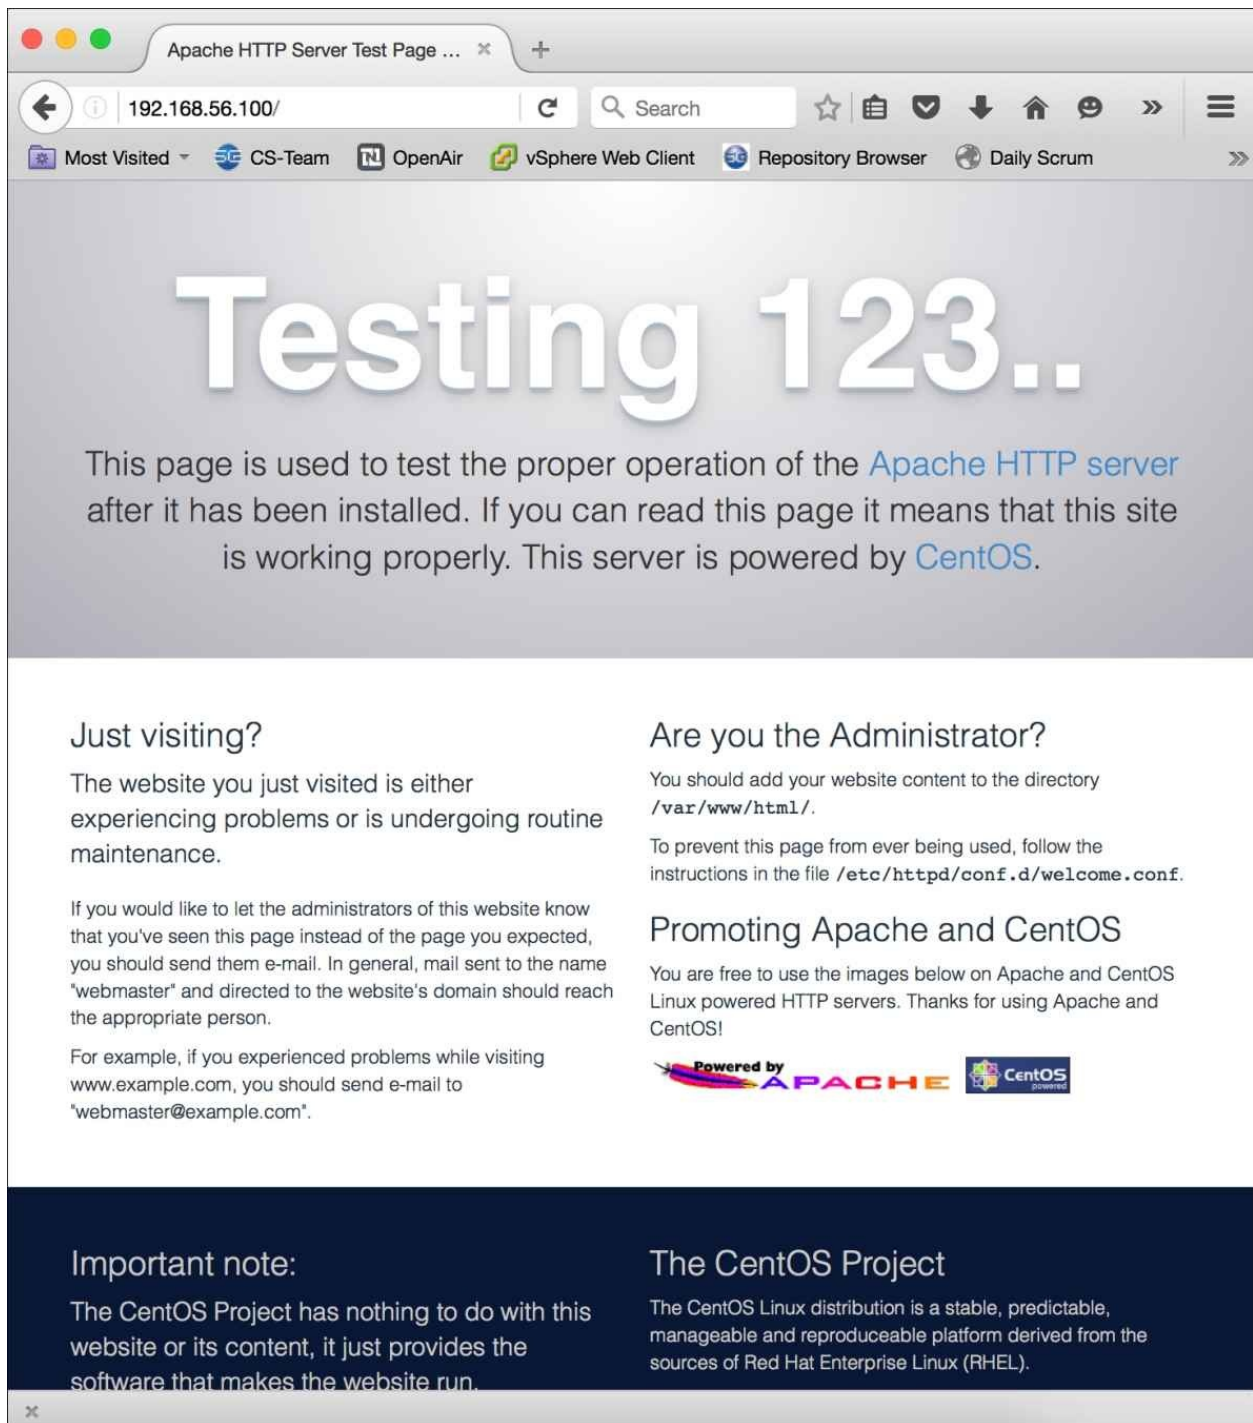 Apache HTTP Server Test Page ...
192.168.56.100/
Search
Most Visited
CS-Team
OpenAir
vSphere Web Client
Repository Browser
Daily Scrum
Testing 123..
This page is used to test the proper operation of the Apache HTTP server
after it has been installed. If you can read this page it means that this site
is working properly. This server is powered by CentOS.
Just visiting?
The website you just visited is either
experiencing problems or is undergoing routine
maintenance.
If you would like to let the administrators of this website know
that you've seen this page instead of the page you expected,
you should send them e-mail. In general, mail sent to the name
"webmaster" and directed to the website's domain should reach
the appropriate person.
For example, if you experienced problems while visiting
www.example.com, you should send e-mail to
"webmaster@example.com".
Are you the Administrator?
You should add your website content to the directory
/var/www/html/.
To prevent this page from ever being used, follow the
instructions in the file /etc/httpd/conf.d/welcome.conf.
Promoting Apache and CentOS
You are free to use the images below on Apache and CentOS
Linux powered HTTP servers. Thanks for using Apache and
CentOS!
Powered by
APACHE
CentOS
powered
Important note:
The CentOS Project has nothing to do with this
website or its content, it just provides the
software that makes the website run.
The CentOS Project
The CentOS Linux distribution is a stable, predictable,
manageable and reproduceable platform derived from the
sources of Red Hat Enterprise Linux (RHEL).